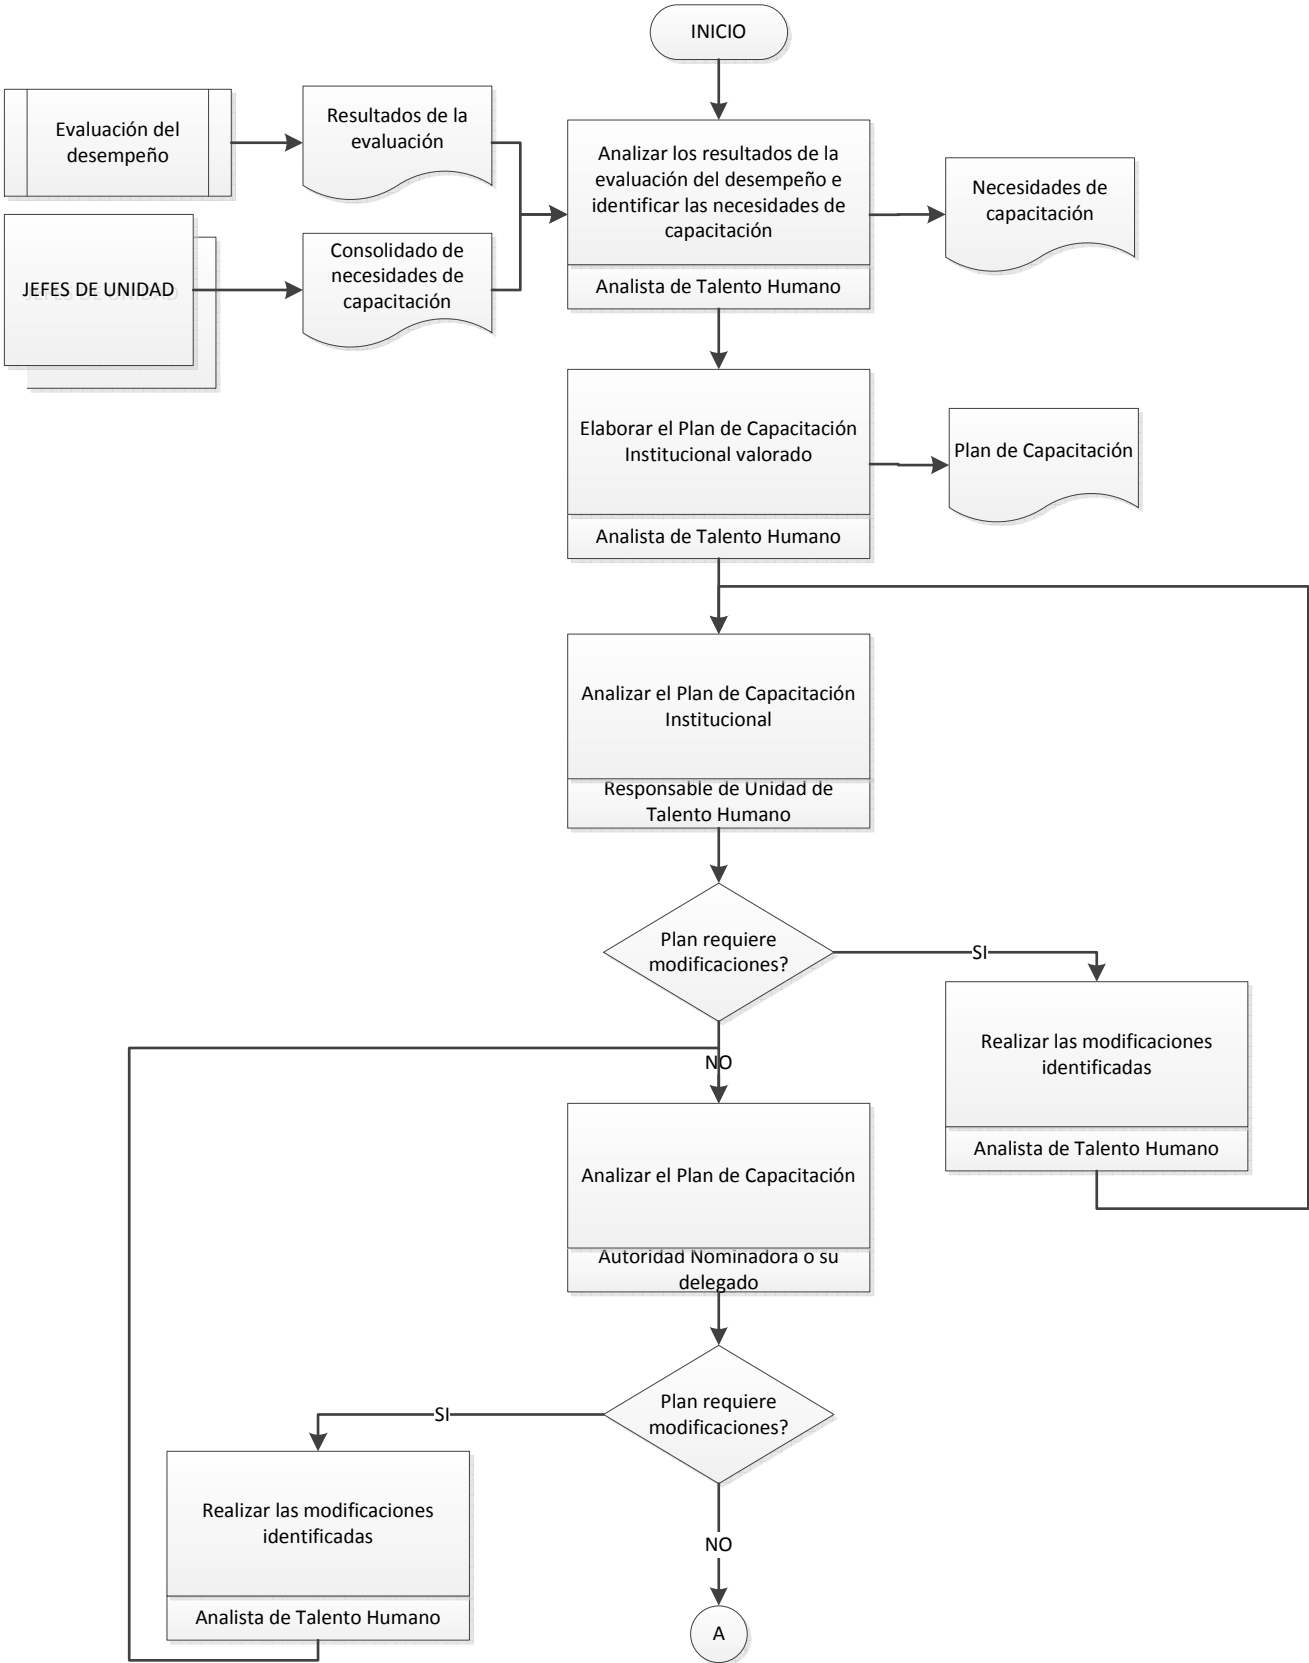 INICIO
Evaluación del
desempeño
Resultados de la
evaluación
Analizar los resultados de la
evaluación del desempeño e
identificar las necesidades de
capacitación
Analista de Talento Humano
Necesidades de
capacitación
JEFES DE UNIDAD
Consolidado de
necesidades de
capacitación
Elaborar el Plan de Capacitación
Institucional valorado
Analista de Talento Humano
Plan de Capacitación
Analizar el Plan de Capacitación
Institucional
Responsable de Unidad de
Talento Humano
Plan requiere
modificaciones?
SI
Realizar las modificaciones
identificadas
Analista de Talento Humano
NO
Analizar el Plan de Capacitación
Autoridad Nominadora o su
delegado
Plan requiere
modificaciones?
SI
Realizar las modificaciones
identificadas
Analista de Talento Humano
NO
A